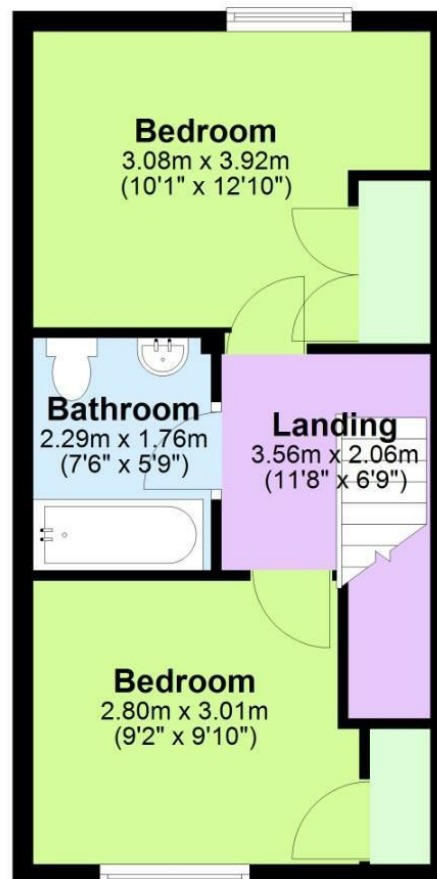 Bedroom
3.08m x 3.92m
(10'1" x 12'10")
Bathroom
2.29m x 1.76m
(7'6" x 5'9")
Landing
3.56m x 2.06m
(11'8" x 6'9")
Bedroom
2.80m x 3.01m
(9'2" x 9'10")